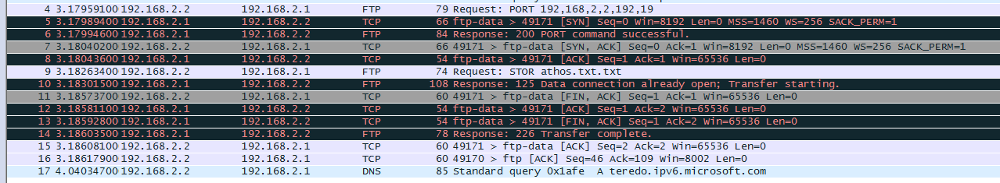 4 3.17959100 192.168.2.2 192.168.2.1 FTP 79 Request: PORT 192,168,2,2,192,19
5 3.17989400 192.168.2.1 192.168.2.2 TCP 66 ftp-data > 49171 [SYN] Seq=0 Win=8192 Len=0 MSS=1460 WS=256 SACK_PERM=1
6 3.17994600 192.168.2.1 192.168.2.2 FTP 84 Response: 200 PORT command successful.
7 3.18040200 192.168.2.2 192.168.2.1 TCP 66 49171 > ftp-data [SYN, ACK] Seq=0 Ack=1 Win=8192 Len=0 MSS=1460 WS=256 SACK_PERM=1
8 3.18043600 192.168.2.1 192.168.2.2 TCP 54 ftp-data > 49171 [ACK] Seq=1 Ack=1 Win=65536 Len=0
9 3.18263400 192.168.2.2 192.168.2.1 FTP 74 Request: STOR athos.txt.txt
10 3.18301500 192.168.2.1 192.168.2.2 FTP 108 Response: 125 Data connection already open; Transfer starting.
11 3.18573700 192.168.2.2 192.168.2.1 TCP 60 49171 > ftp-data [FIN, ACK] Seq=1 Ack=1 Win=65536 Len=0
12 3.18581100 192.168.2.1 192.168.2.2 TCP 54 ftp-data > 49171 [ACK] Seq=1 Ack=2 Win=65536 Len=0
13 3.18592800 192.168.2.1 192.168.2.2 TCP 54 ftp-data > 49171 [FIN, ACK] Seq=1 Ack=2 Win=65536 Len=0
14 3.18603500 192.168.2.1 192.168.2.2 FTP 78 Response: 226 Transfer complete.
15 3.18608100 192.168.2.2 192.168.2.1 TCP 60 49171 > ftp-data [ACK] Seq=2 Ack=2 Win=65536 Len=0
16 3.18617900 192.168.2.2 192.168.2.1 TCP 60 49170 > ftp [ACK] Seq=46 Ack=109 Win=8002 Len=0
17 4.04034700 192.168.2.2 192.168.2.1 DNS 85 Standard query 0x1afe A teredo.ipv6.microsoft.com